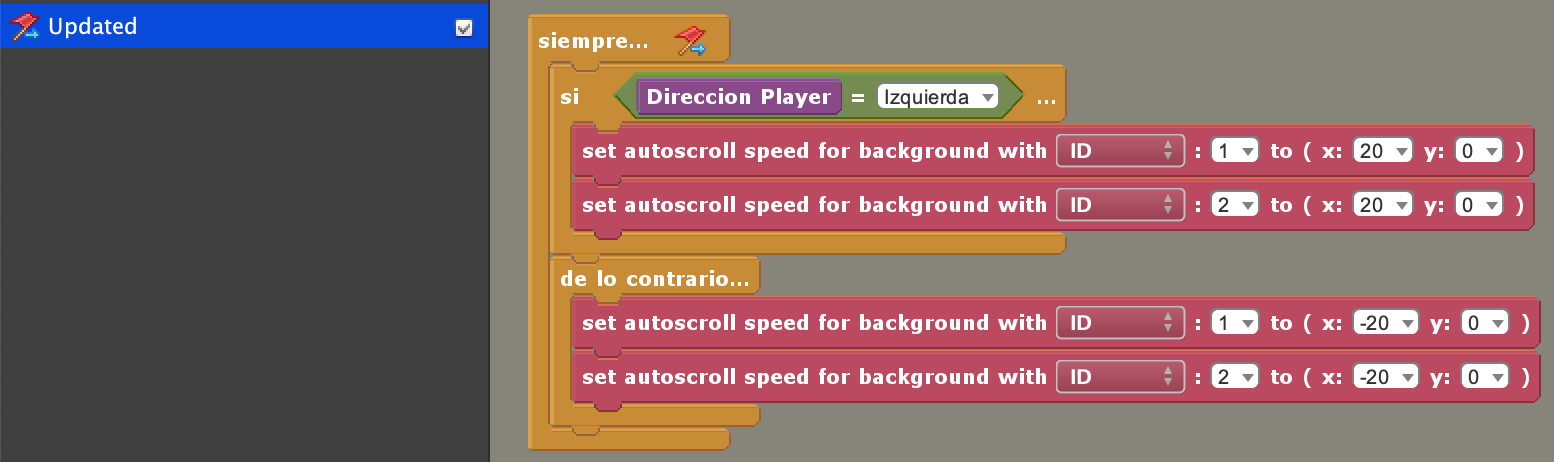 Updated
siempre...
si Direccion Player = Izquierda ...
set autoscroll speed for background with ID : 1 to ( x: 20 y: 0 )
set autoscroll speed for background with ID : 2 to ( x: 20 y: 0 )
de lo contrario...
set autoscroll speed for background with ID : 1 to ( x: -20 y: 0 )
set autoscroll speed for background with ID : 2 to ( x: -20 y: 0 )